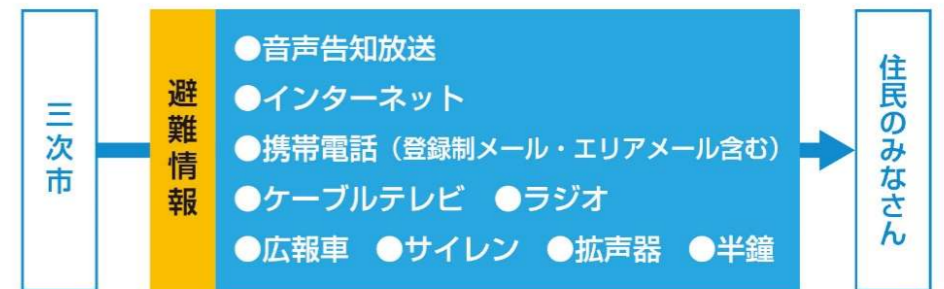 三次市
避難情報
●音声告知放送
●インターネット
●携帯電話（登録制メール・エリアメール含む）
●ケーブルテレビ ●ラジオ
●広報車 ●サイレン ●拡声器 ●半鐘
住民のみなさん